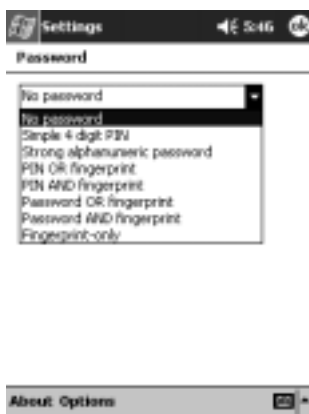 Settings 5:46 ok
Password
No password
No password
Simple 4 digit PIN
Strong alphanumeric password
PIN OR fingerprint
PIN AND fingerprint
Password OR fingerprint
Password AND fingerprint
Fingerprint-only
About Options